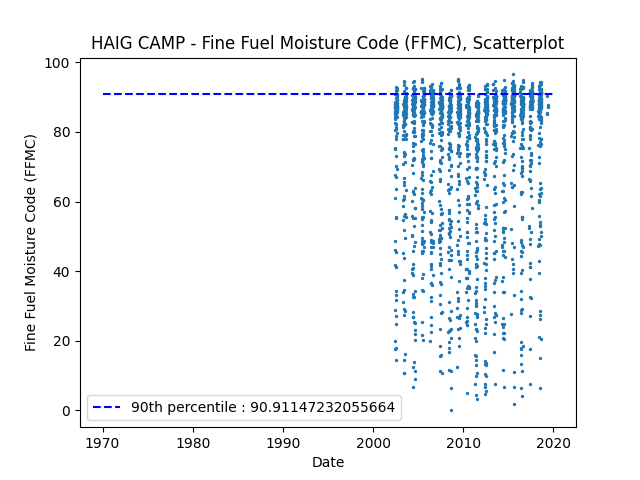 HAIG CAMP - Fine Fuel Moisture Code (FFMC), Scatterplot
Fine Fuel Moisture Code (FFMC)
100
80
60
40
20
0
90th percentile : 90.91147232055664
1970 1980 1990 2000 2010 2020
Date